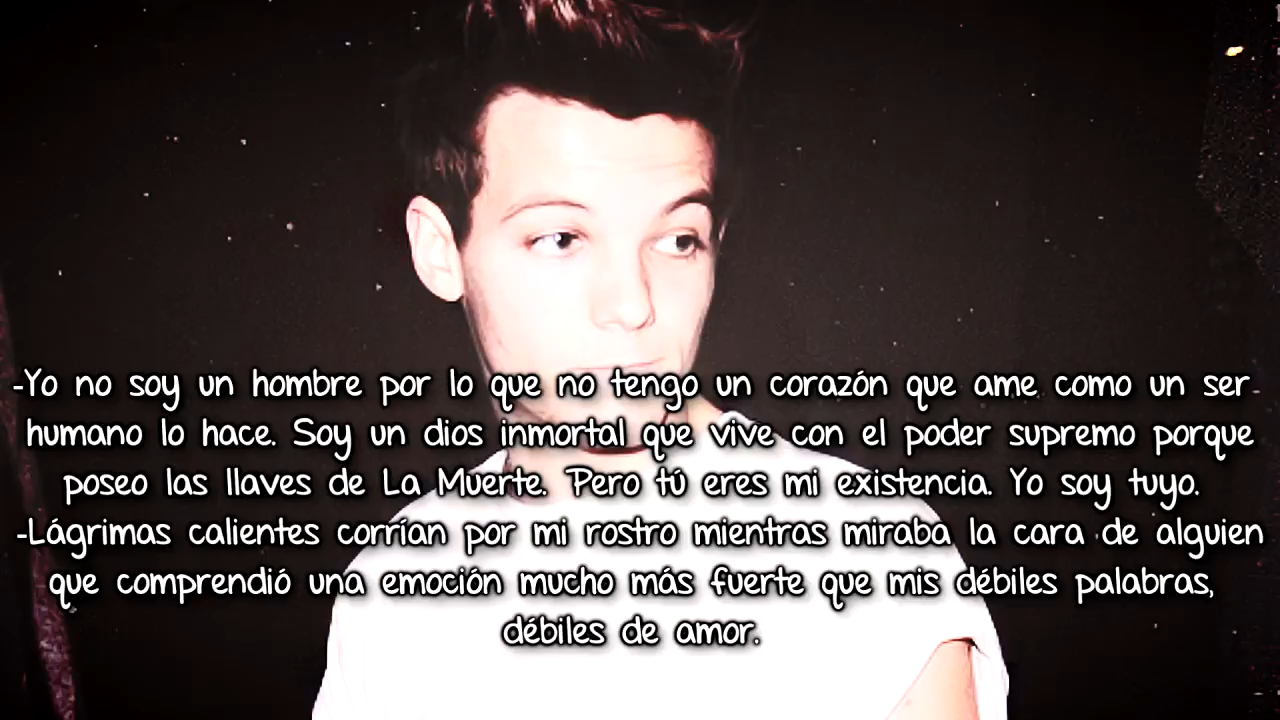 -Yo no soy un hombre por lo que no tengo un corazón que ame como un ser
humano lo hace. Soy un dios inmortal que vive con el poder supremo porque
poseo las llaves de La Muerte. Pero tú eres mi existencia. Yo soy tuyo.
-Lágrimas calientes corrían por mi rostro mientras miraba la cara de alguien
que comprendió una emoción mucho más fuerte que mis débiles palabras,
débiles de amor.